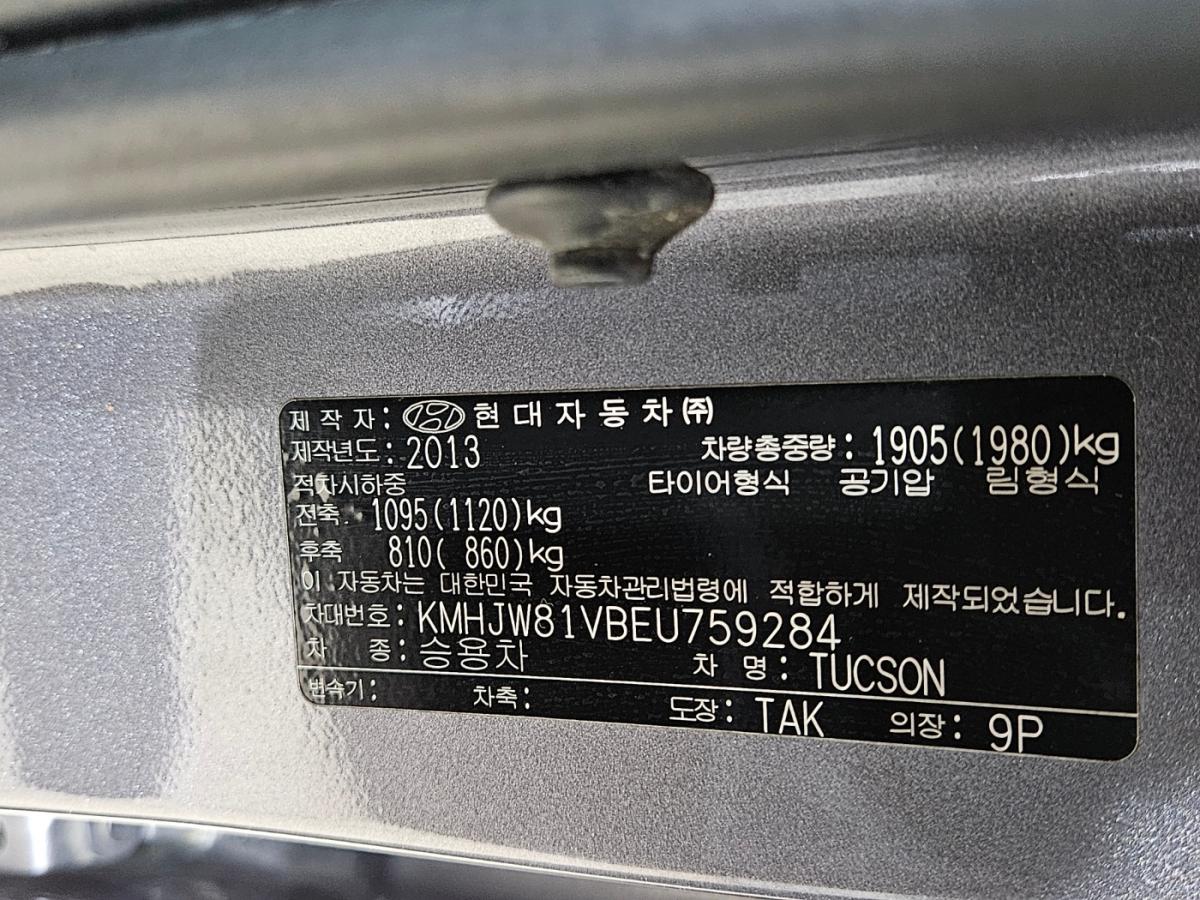 제 작 자 : 현 대 자 동 차 ㈜
제작년도 : 2013 차량총중량 : 1905(1980)kg
적차시하중 타이어형식 공기압 림형식
전축 1095(1120)kg
후축 810( 860)kg
이 자동차는 대한민국 자동차관리법령에 적합하게 제작되었습니다.
차대번호 : KMHJW81VBEU759284
차 종 : 승용차 차 명 : TUCSON
변속기 : 차축 : 도장 : TAK 의장 : 9P